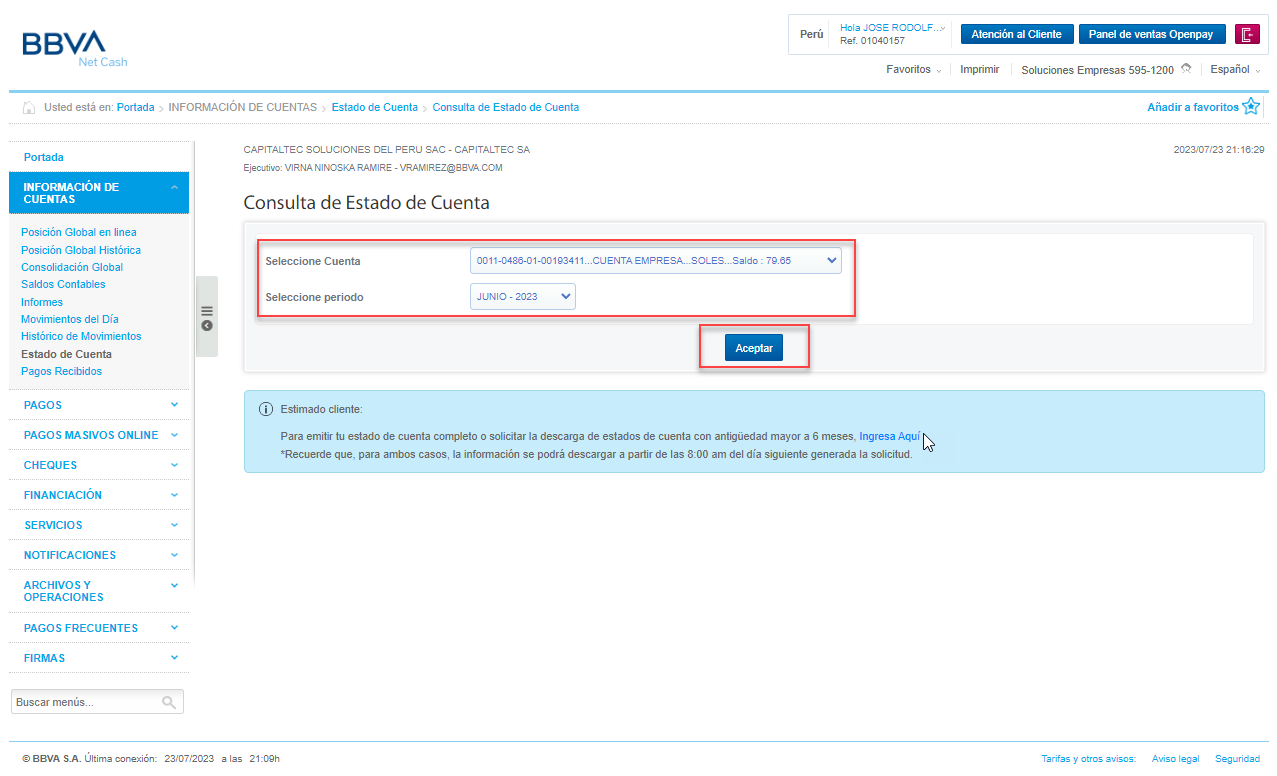 BBVA
Net Cash
Perú
Hola JOSE RODOLF...
Ref. 01040157
Atención al Cliente
Panel de ventas Openpay
Favoritos
Imprimir
Soluciones Empresas 595-1200
Español
Usted está en: Portada > INFORMACIÓN DE CUENTAS > Estado de Cuenta > Consulta de Estado de Cuenta
Añadir a favoritos
Portada
INFORMACIÓN DE
CUENTAS
Posición Global en linea
Posición Global Histórica
Consolidación Global
Saldos Contables
Informes
Movimientos del Día
Histórico de Movimientos
Estado de Cuenta
Pagos Recibidos
PAGOS
PAGOS MASIVOS ONLINE
CHEQUES
FINANCIACIÓN
SERVICIOS
NOTIFICACIONES
ARCHIVOS Y
OPERACIONES
PAGOS FRECUENTES
FIRMAS
Buscar menús...
CAPITALTEC SOLUCIONES DEL PERU SAC - CAPITALTEC SA
2023/07/23 21:16:29
Ejecutivo: VIRNA NINOSKA RAMIRE - VRAMIREZ@BBVA.COM
Consulta de Estado de Cuenta
Seleccione Cuenta
0011-0486-01-00193411...CUENTA EMPRESA...SOLES...Saldo : 79.65
Seleccione periodo
JUNIO - 2023
Aceptar
Estimado cliente:
Para emitir tu estado de cuenta completo o solicitar la descarga de estados de cuenta con antigüedad mayor a 6 meses, Ingresa Aquí
*Recuerde que, para ambos casos, la información se podrá descargar a partir de las 8:00 am del día siguiente generada la solicitud.
© BBVA S.A. Última conexión: 23/07/2023 a las 21:09h
Tarifas y otros avisos:
Aviso legal
Seguridad